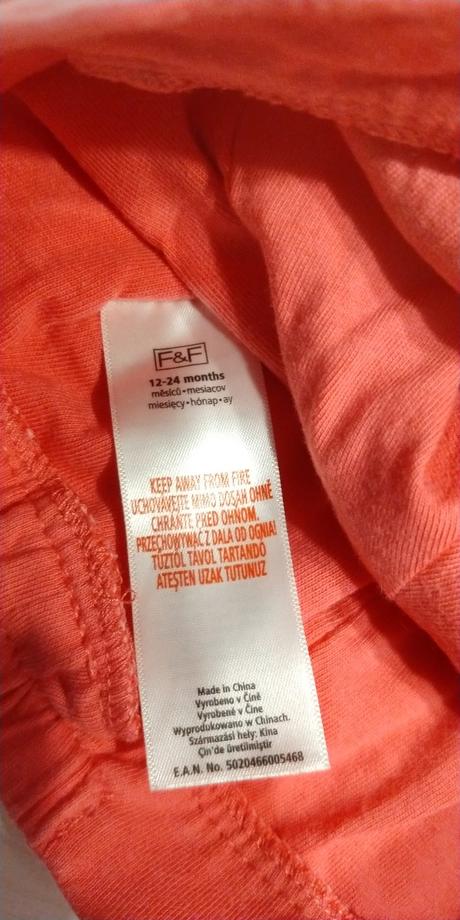 F&F
12-24 months
měsíců•mesiacov
miesięcy•hónap•ay
KEEP AWAY FROM FIRE
UCHOVÁVEJTE MIMO DOSAH OHNĚ
CHRÁŇTE PRED OHŇOM.
PRZECHOWYWAĆ Z DALA OD OGNIA!
TŰZTŐL TÁVOL TARTANDÓ
ATEŞTEN UZAK TUTUNUZ
Made in China
Vyrobeno v Číně
Vyrobené v Číne
Wyprodukowano w Chinach.
Származási hely: Kína
Çin'de üretilmiştir
E.A.N. No. 5020466005468